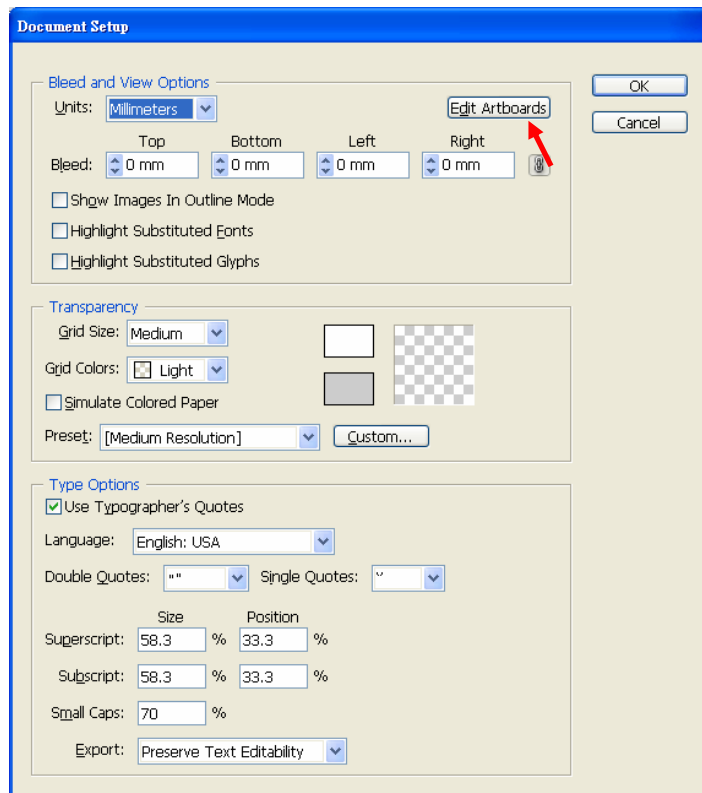 Document Setup
Bleed and View Options
Units: Millimeters
Edit Artboards
OK
Cancel
Top Bottom Left Right
Bleed: 0 mm 0 mm 0 mm 0 mm
Show Images In Outline Mode
Highlight Substituted Fonts
Highlight Substituted Glyphs
Transparency
Grid Size: Medium
Grid Colors: Light
Simulate Colored Paper
Preset: [Medium Resolution] Custom...
Type Options
Use Typographer's Quotes
Language: English: USA
Double Quotes: "" Single Quotes:
Size Position
Superscript: 58.3 % 33.3 %
Subscript: 58.3 % 33.3 %
Small Caps: 70 %
Export: Preserve Text Editability